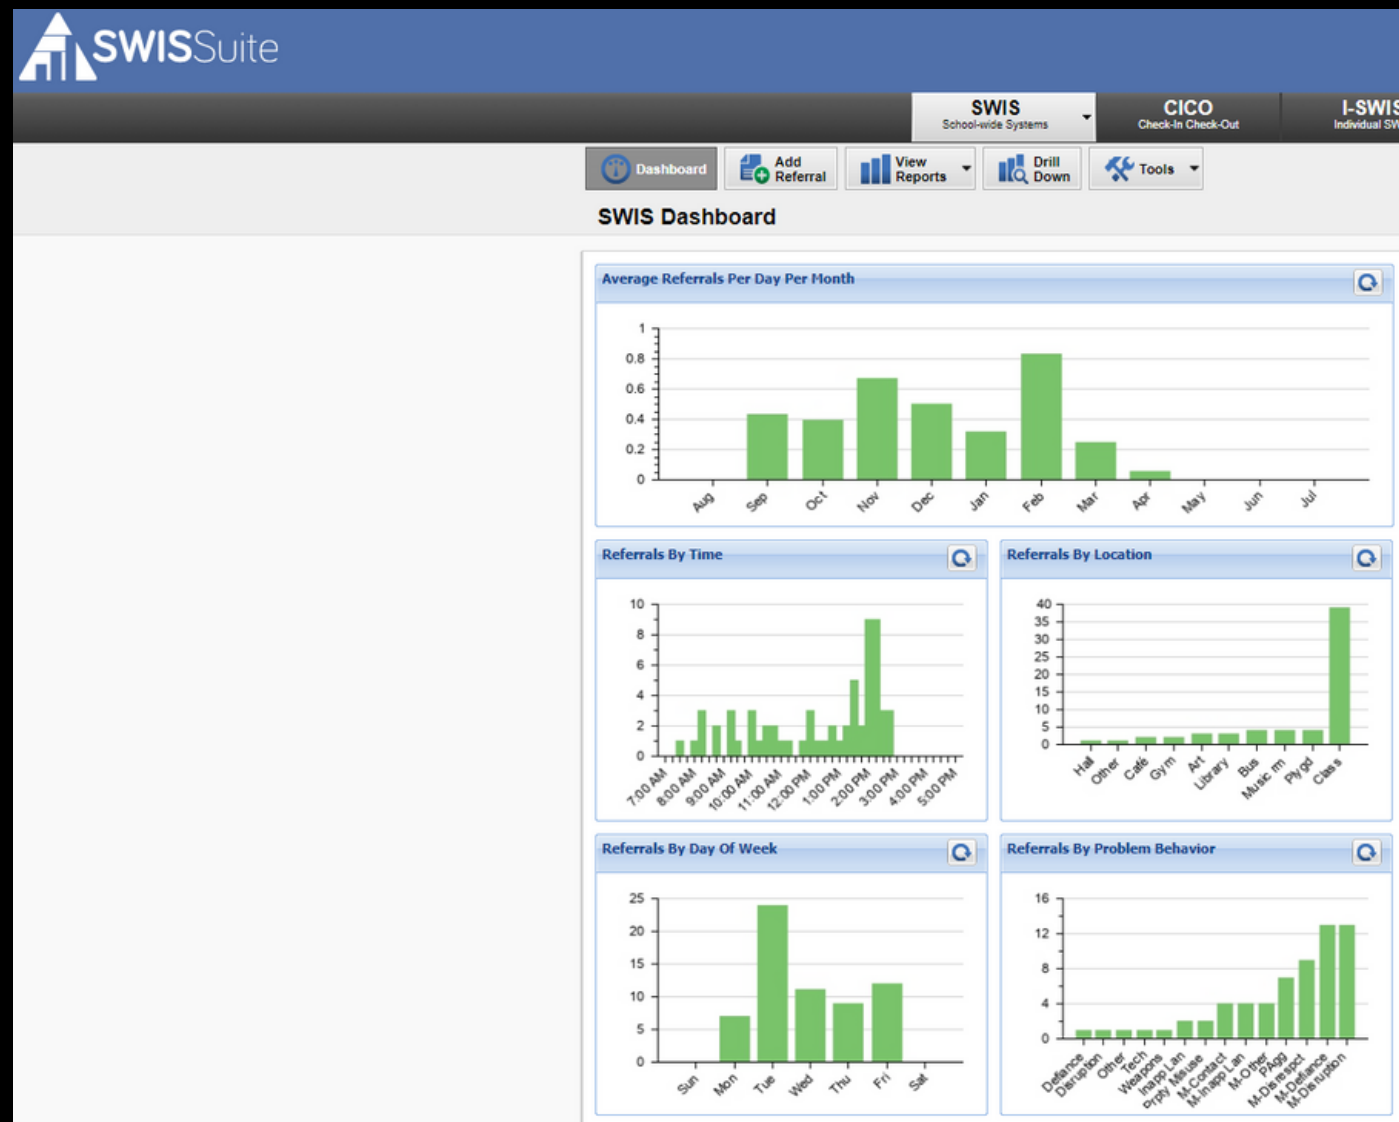 SWISSuite
SWIS
School-wide Systems
CICO
Check-In Check-Out
I-SWIS
Individual SW
Dashboard
Add
Referral
View
Reports
Drill
Down
Tools
SWIS Dashboard
Average Referrals Per Day Per Month
1
0.8
0.6
0.4
0.2
0
Aug Sep Oct Nov Dec Jan Feb Mar Apr May Jun Jul
Referrals By Time
10
8
6
4
2
0
7:00 AM 8:00 AM 9:00 AM 10:00 AM 11:00 AM 12:00 PM 1:00 PM 2:00 PM 3:00 PM 4:00 PM 5:00 PM
Referrals By Location
40
35
30
25
20
15
10
5
0
Hall Other Café Gym Art Library Bus Music rm Plygd Class
Referrals By Day Of Week
25
20
15
10
5
0
Sun Mon Tue Wed Thu Fri Sat
Referrals By Problem Behavior
16
12
8
4
0
Defiance Disruption Other Tech Weapons Inapp Lan Prpty Misuse M-Contact M-Inapp Lan M-Other PAgg M-Disrespct M-Defiance M-Disruption